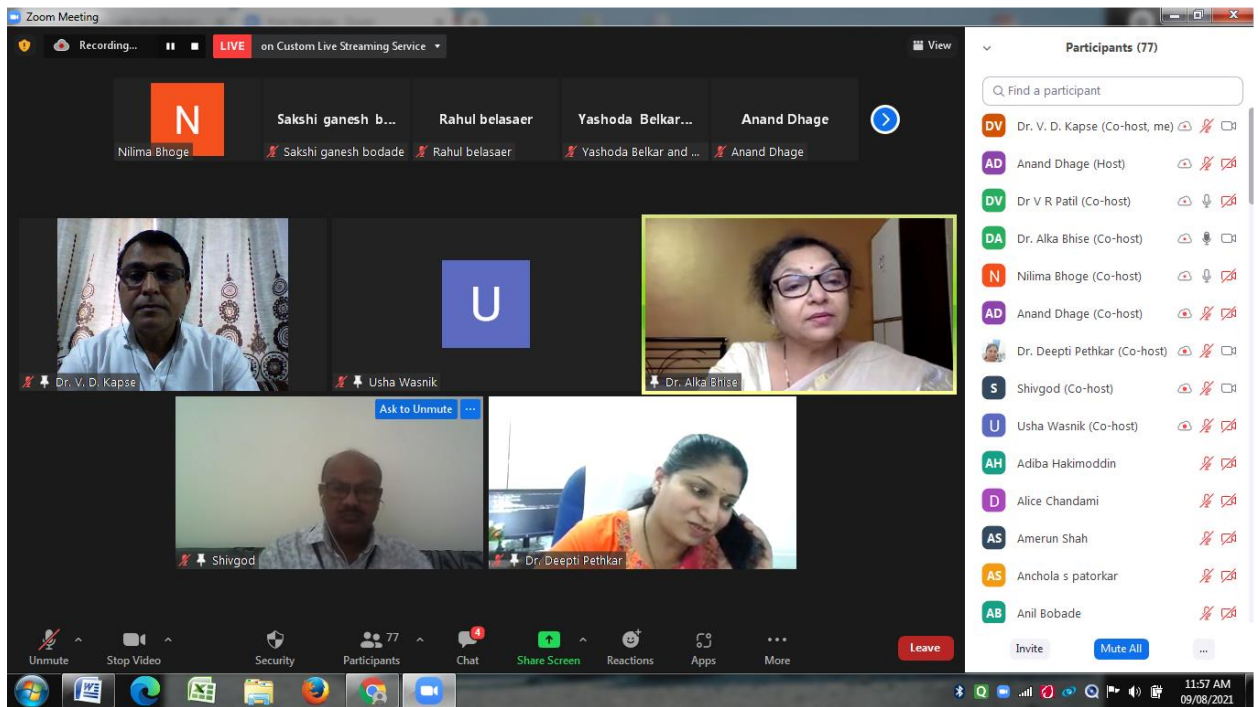 Zoom Meeting
Recording... LIVE on Custom Live Streaming Service
View
N
Nilima Bhoge
Sakshi ganesh b...
Sakshi ganesh bodade
Rahul belasaer
Rahul belasaer
Yashoda Belkar...
Yashoda Belkar and ...
Anand Dhage
Anand Dhage
Dr. V. D. Kapse
U
Usha Wasnik
Dr. Alka Bhise
Ask to Unmute ...
Shivgod
Dr. Deepti Pethkar
Participants (77)
Find a participant
DV Dr. V. D. Kapse (Co-host, me)
AD Anand Dhage (Host)
DV Dr V R Patil (Co-host)
DA Dr. Alka Bhise (Co-host)
N Nilima Bhoge (Co-host)
AD Anand Dhage (Co-host)
Dr. Deepti Pethkar (Co-host)
S Shivgod (Co-host)
U Usha Wasnik (Co-host)
AH Adiba Hakimoddin
D Alice Chandami
AS Amerun Shah
AS Anchola s patorkar
AB Anil Bobade
Invite Mute All ...
Unmute
Stop Video
Security
77
Participants
4
Chat
Share Screen
Reactions
Apps
More
Leave
11:57 AM
09/08/2021